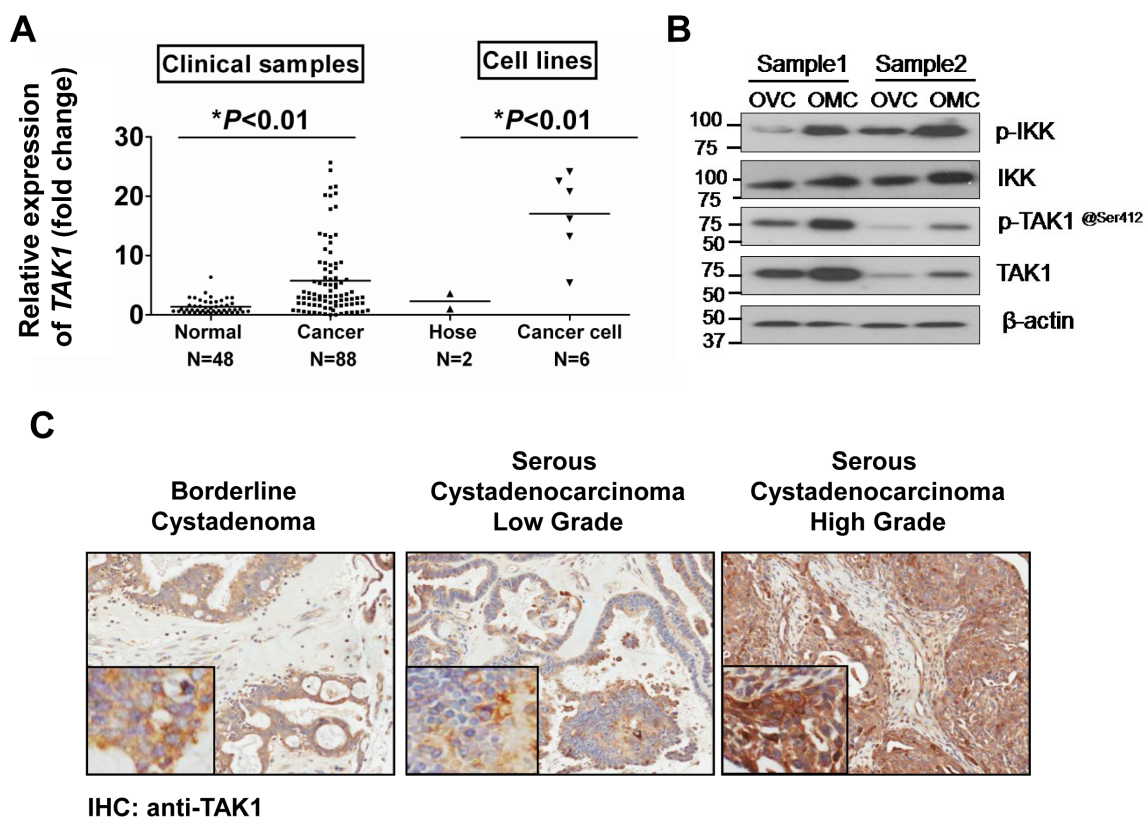 A
Clinical samples
Cell lines
*P<0.01
*P<0.01
Relative expression
of TAK1 (fold change)
30
20
10
0
Normal
Cancer
Hose
Cancer cell
N=48
N=88
N=2
N=6
B
Sample1
Sample2
OVC
OMC
OVC
OMC
100
75
p-IKK
100
75
IKK
75
50
p-TAK1 @Ser412
75
50
TAK1
50
37
β-actin
C
Borderline
Cystadenoma
Serous
Cystadenocarcinoma
Low Grade
Serous
Cystadenocarcinoma
High Grade
IHC: anti-TAK1